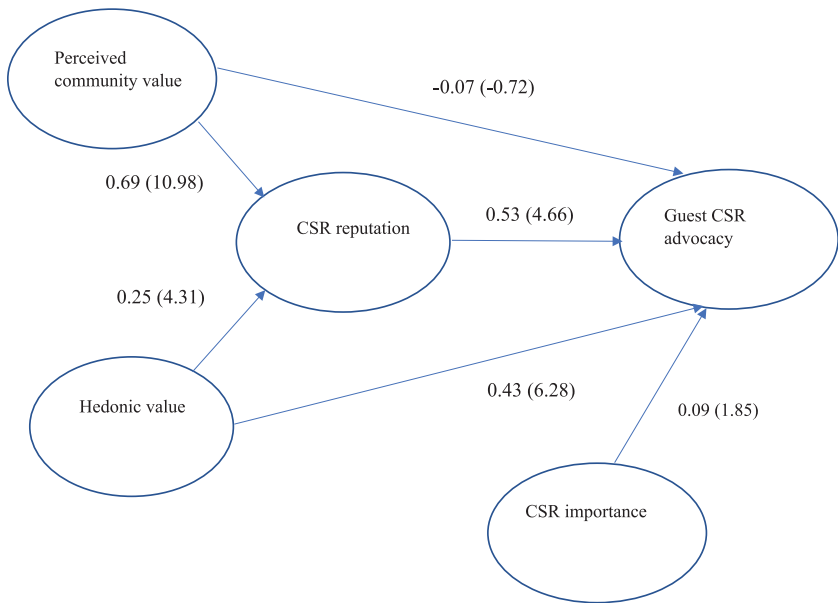 Perceived
community value
-0.07 (-0.72)
0.69 (10.98)
CSR reputation
0.53 (4.66)
Guest CSR
advocacy
0.25 (4.31)
Hedonic value
0.43 (6.28)
0.09 (1.85)
CSR importance